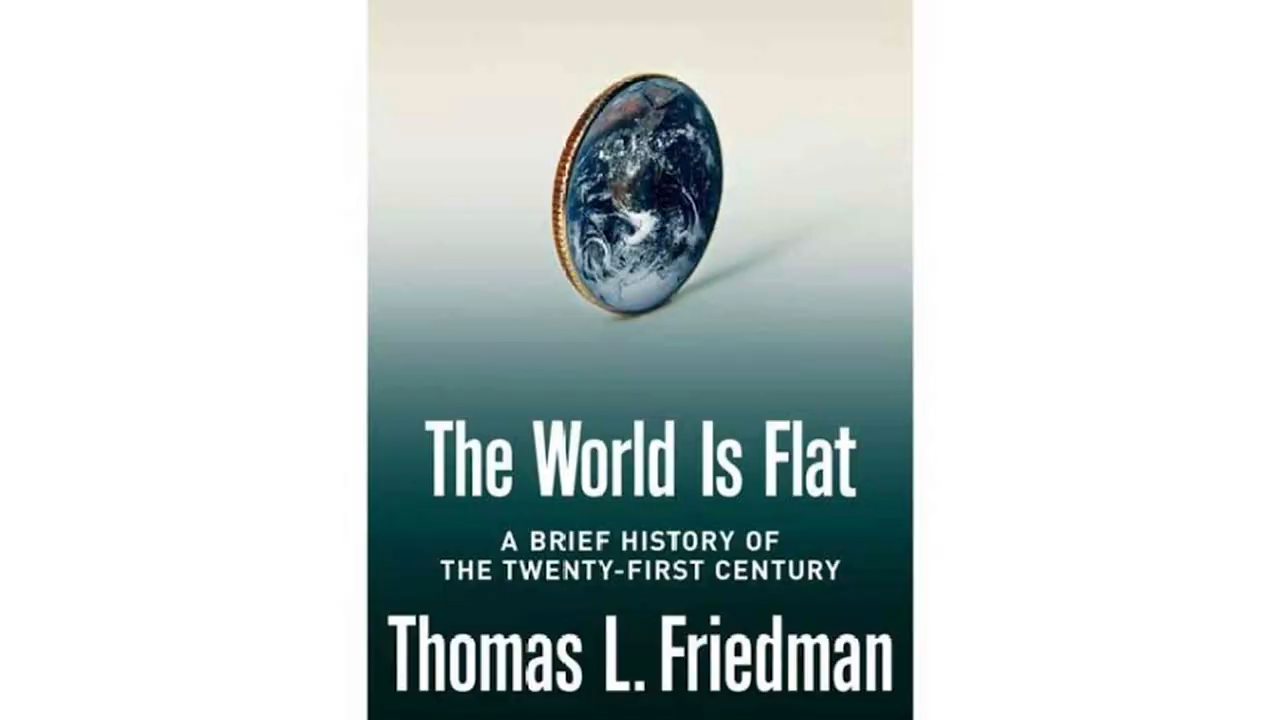 The World Is Flat
A BRIEF HISTORY OF
THE TWENTY-FIRST CENTURY
Thomas L. Friedman